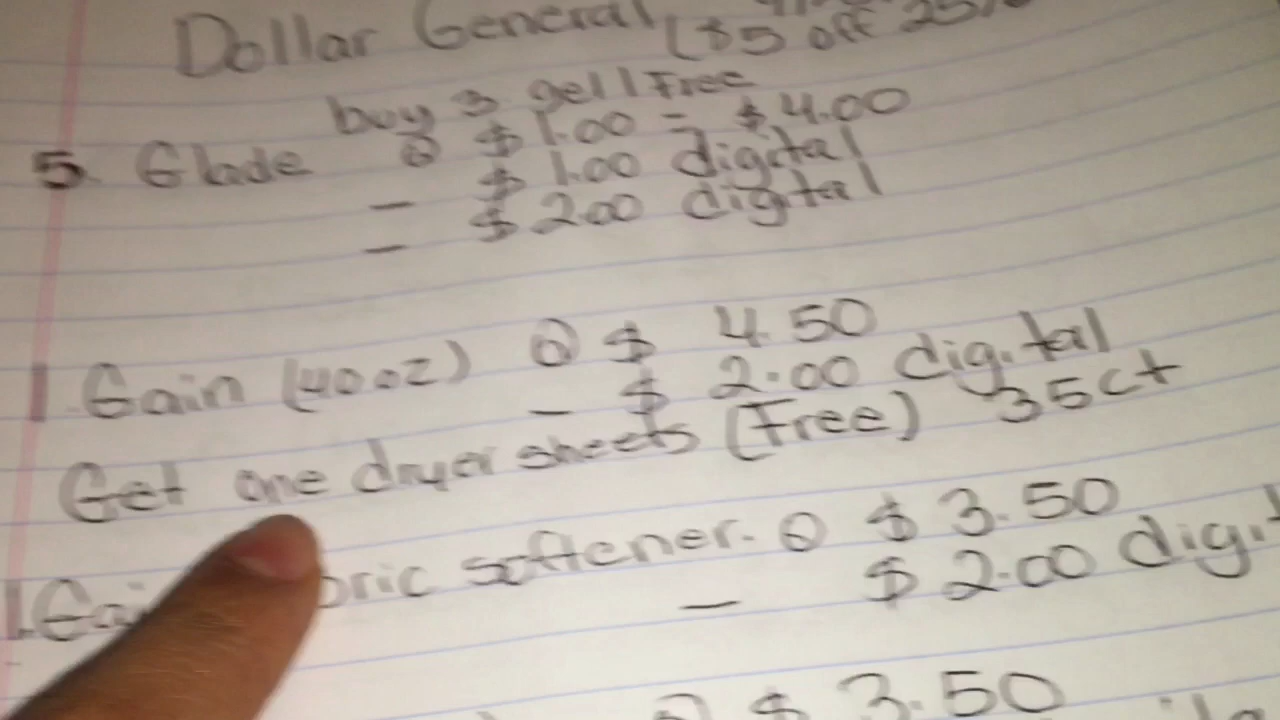 Dollar General
($5 off 25)
buy 3 get 1 Free
5. Glade @ $1.00 = $4.00
- $1.00 digital
- $2.00 digital
1. Gain (40oz) @ $4.50
- $2.00 digital
Get one dryer sheets (Free) 35ct
softener. @ $3.50
- $2.00
@ $3.50